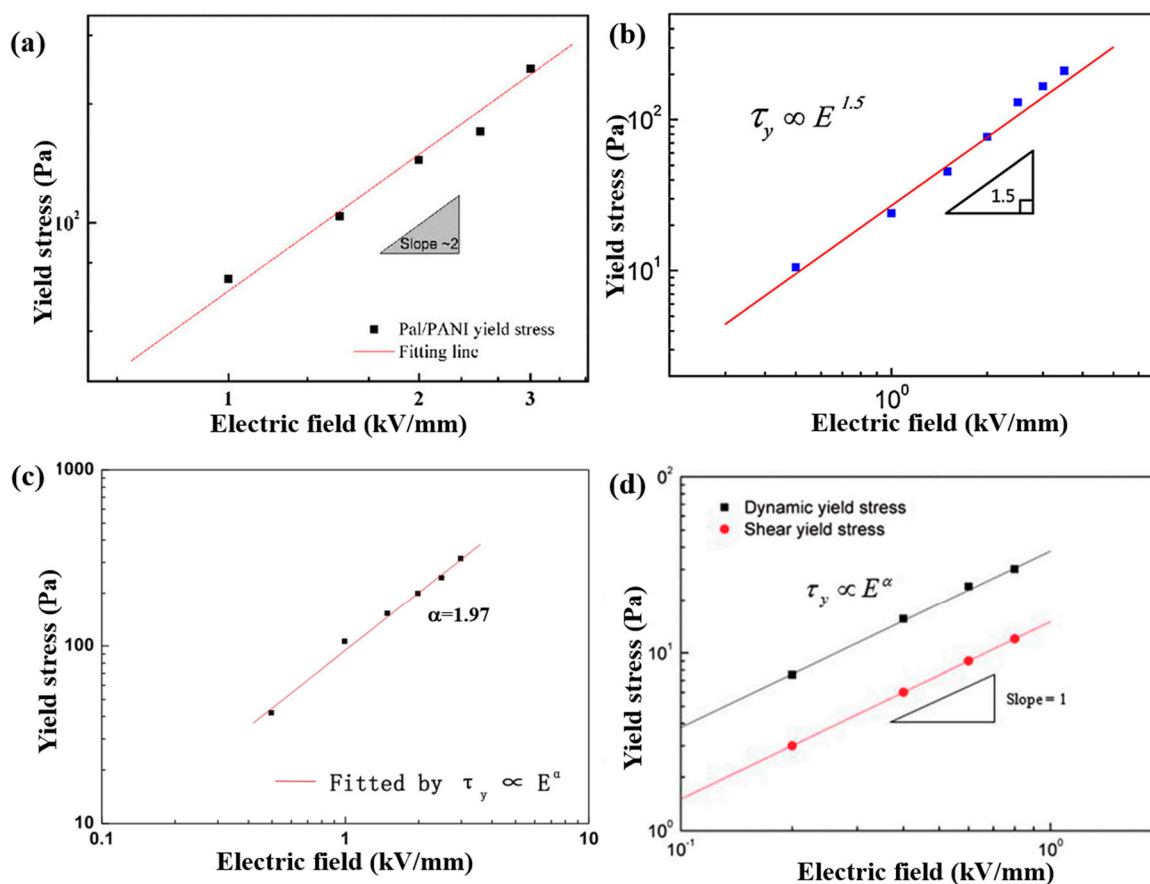 (a)
Yield stress (Pa)
10²
Slope ~2
Pal/PANI yield stress
Fitting line
1
2
3
Electric field (kV/mm)
(b)
Yield stress (Pa)
10²
10¹
τy ∝ E^1.5
1.5
10⁰
Electric field (kV/mm)
(c)
Yield stress (Pa)
1000
100
10
α=1.97
Fitted by τy ∝ E^α
0.1
1
10
Electric field (kV/mm)
(d)
Yield stress (Pa)
0²
10¹
10⁰
Dynamic yield stress
Shear yield stress
τy ∝ E^α
Slope = 1
10⁻¹
10⁰
Electric field (kV/mm)